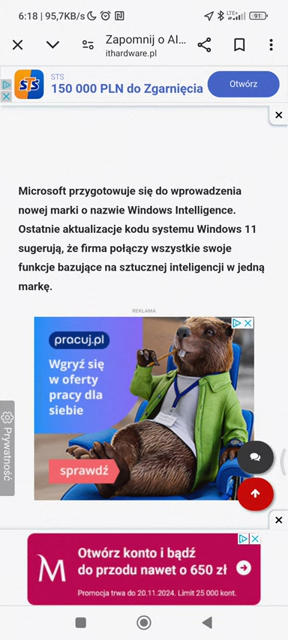 6:18 | 95,7KB/s
LTE+
91
Zapomnij o AI...
ithardware.pl
STS
STS
150 000 PLN do Zgarnięcia
Otwórz
Microsoft przygotowuje się do wprowadzenia
nowej marki o nazwie Windows Intelligence.
Ostatnie aktualizacje kodu systemu Windows 11
sugerują, że firma połączy wszystkie swoje
funkcje bazujące na sztucznej inteligencji w jedną
markę.
REKLAMA
pracuj.pl
Wgryź się
w oferty
pracy dla
siebie
sprawdź
Prywatność
M
Otwórz konto i bądź
do przodu nawet o 650 zł
Promocja trwa do 20.11.2024. Limit 25 000 kont.